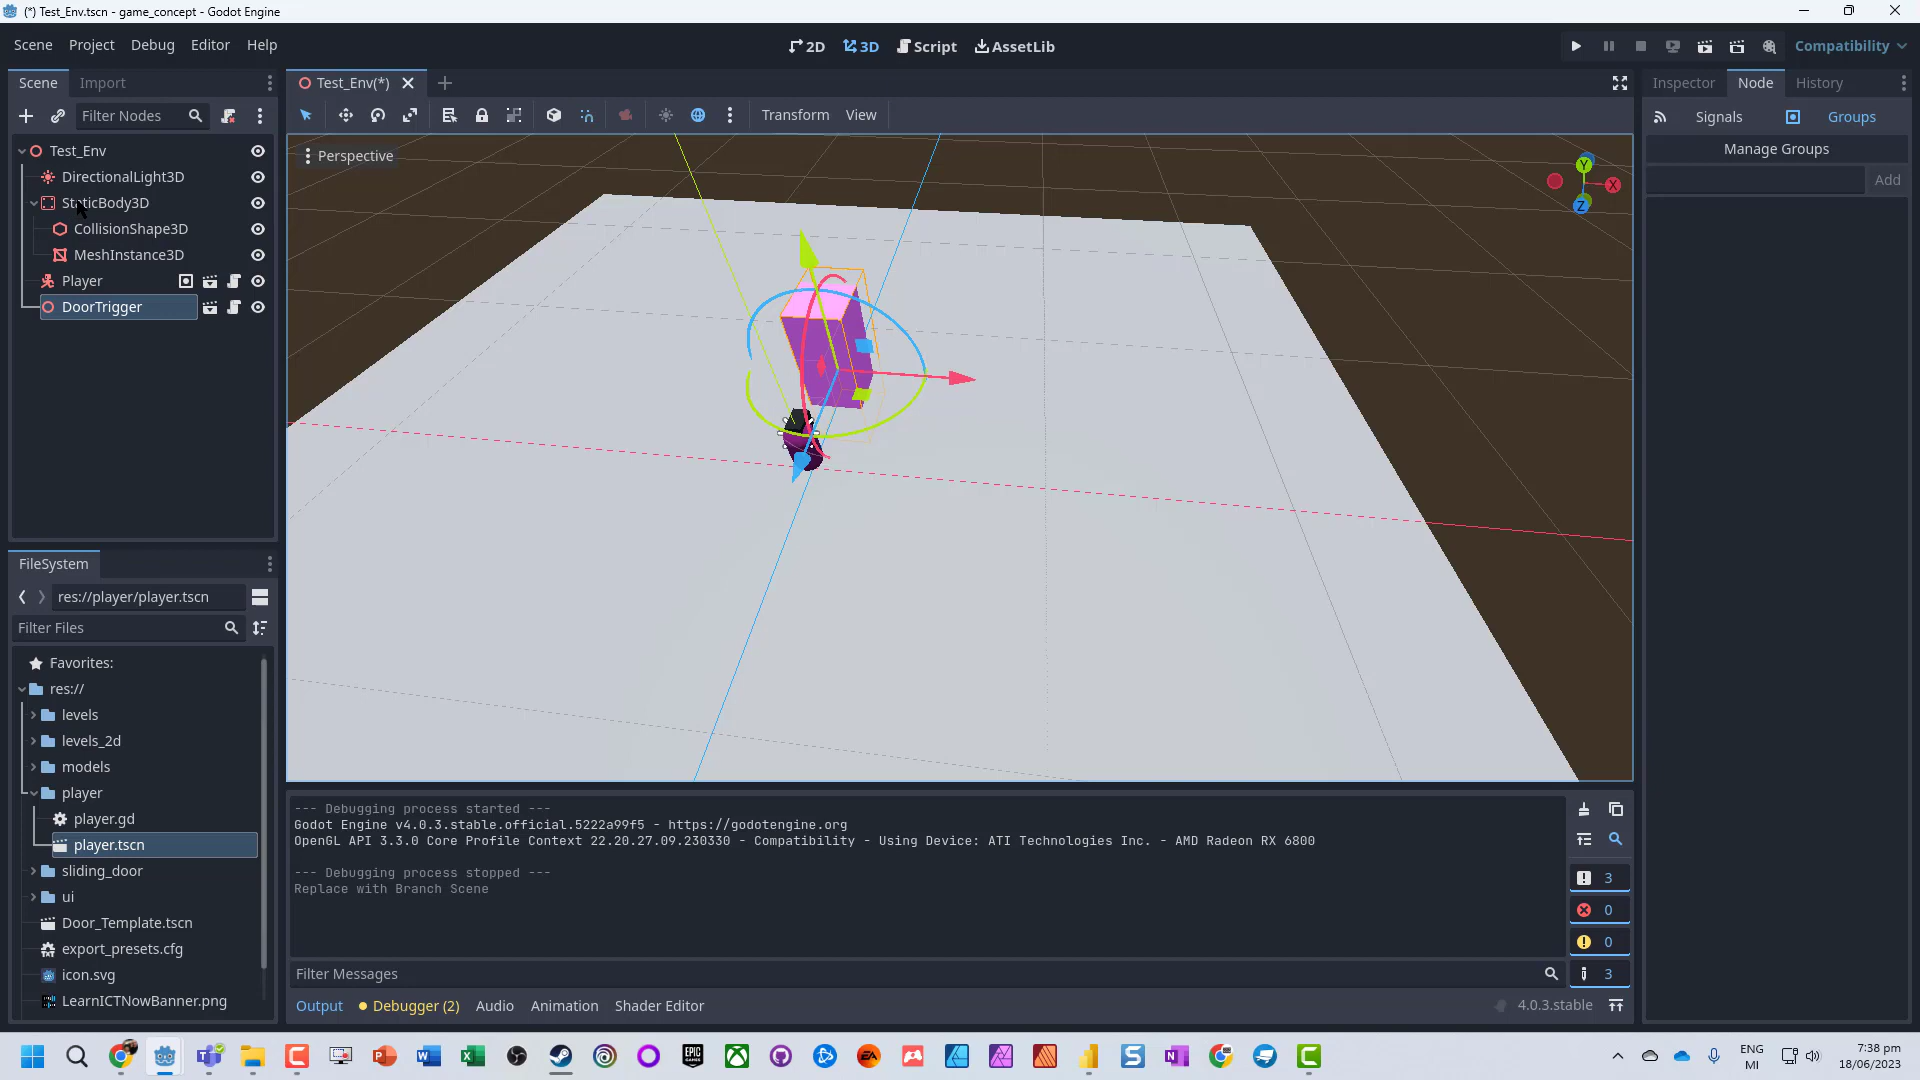 (*) Test_Env.tscn - game_concept - Godot Engine
Scene Project Debug Editor Help
2D 3D Script AssetLib
Compatibility
Scene Import
Test_Env(*)
Inspector Node History
Filter Nodes
Transform View
Signals Groups
Manage Groups
Add
Perspective
Y
X
Z
Test_Env
DirectionalLight3D
StaticBody3D
CollisionShape3D
MeshInstance3D
Player
DoorTrigger
FileSystem
res://player/player.tscn
Filter Files
Favorites:
res://
levels
levels_2d
models
player
player.gd
player.tscn
sliding_door
ui
Door_Template.tscn
export_presets.cfg
icon.svg
LearnICTNowBanner.png
--- Debugging process started ---
Godot Engine v4.0.3.stable.official.5222a99f5 - https://godotengine.org
OpenGL API 3.3.0 Core Profile Context 22.20.27.09.230330 - Compatibility - Using Device: ATI Technologies Inc. - AMD Radeon RX 6800
--- Debugging process stopped ---
Replace with Branch Scene
3
0
0
3
Filter Messages
Output Debugger (2) Audio Animation Shader Editor
4.0.3.stable
ENG
MI
7:38 pm
18/06/2023